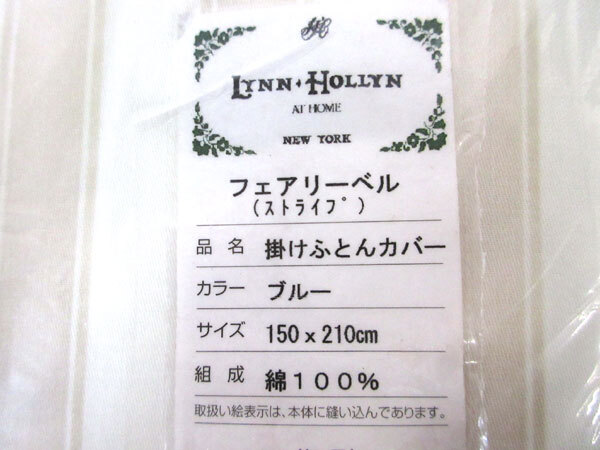 LYNN・HOLLYN
AT HOME
NEW YORK
フェアリーベル
(ｽﾄﾗｲﾌﾟ)
品名 掛けふとんカバー
カラー ブルー
サイズ 150x210cm
組成 綿100%
取扱い絵表示は、本体に縫い込んであります。